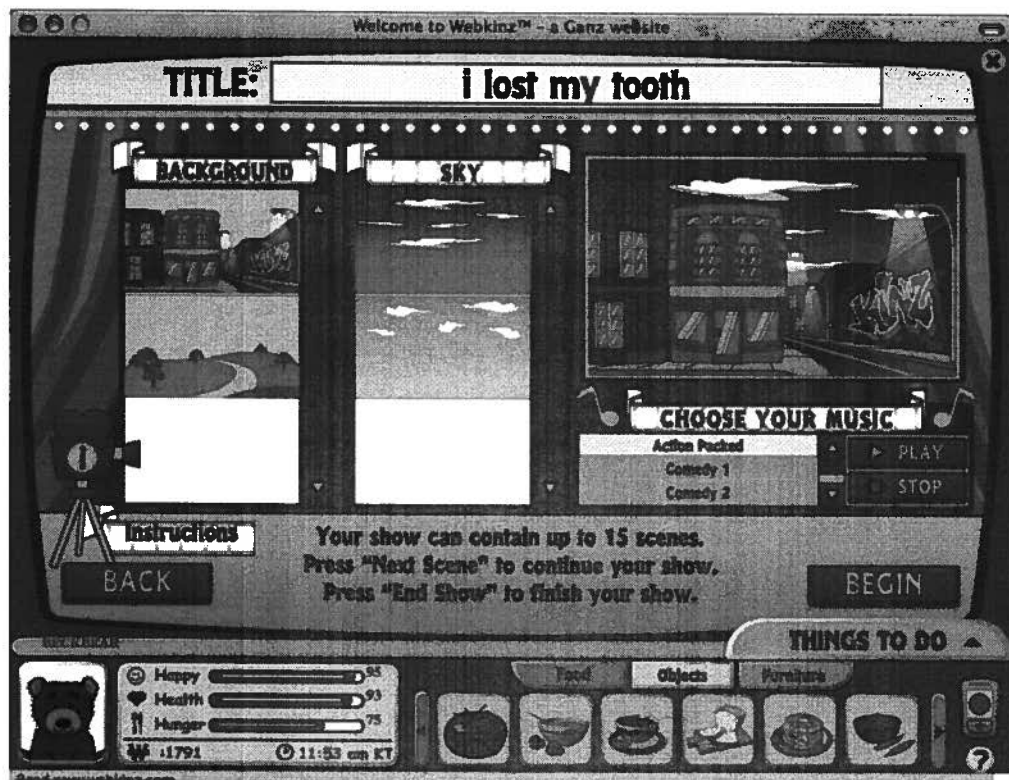 Welcome to Webkinz™ – a Ganz website
TITLE: i lost my tooth
BACKGROUND
SKY
KINZ
CHOOSE YOUR MUSIC
Action Packed
Comedy 1
Comedy 2
PLAY
STOP
Instructions
Your show can contain up to 15 scenes.
Press "Next Scene" to continue your show.
Press "End Show" to finish your show.
BACK
BEGIN
THINGS TO DO
Happy 95
Health 93
Hunger 75
:1791
11:53 am KT
Food
Objects
Furniture
?